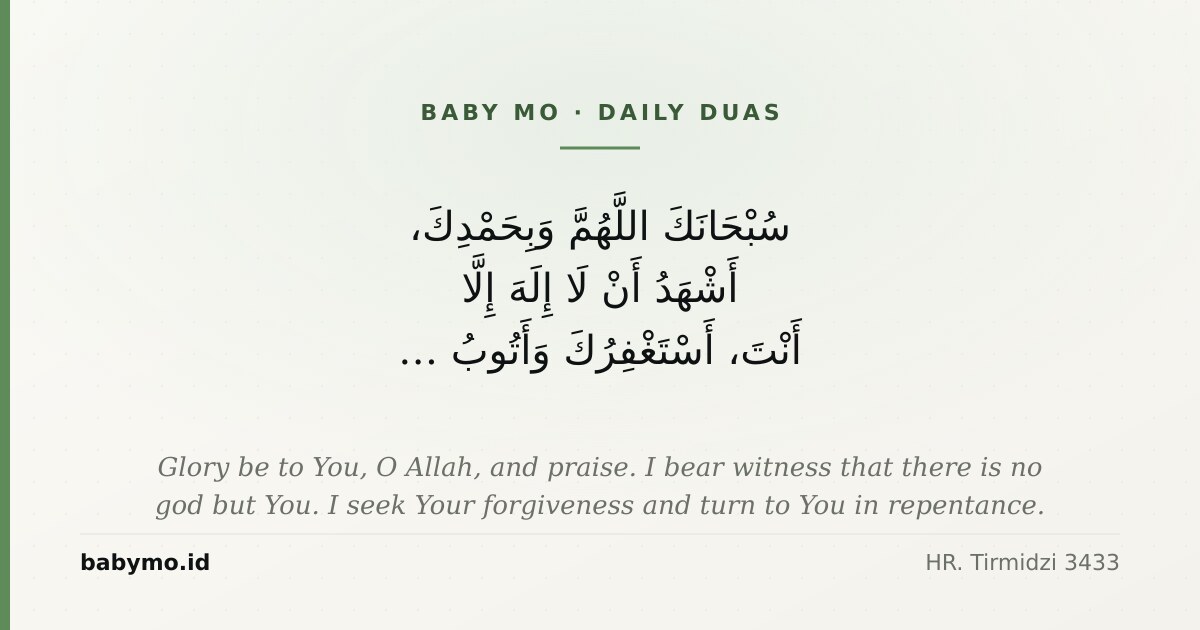 BABY MO · DAILY DUAS
سُبْحَانَكَ اللَّهُمَّ وَبِحَمْدِكَ،
أَشْهَدُ أَنْ لَا إِلَهَ إِلَّا
أَنْتَ، أَسْتَغْفِرُكَ وَأَتُوبُ ...
Glory be to You, O Allah, and praise. I bear witness that there is no
god but You. I seek Your forgiveness and turn to You in repentance.
babymo.id
HR. Tirmidzi 3433